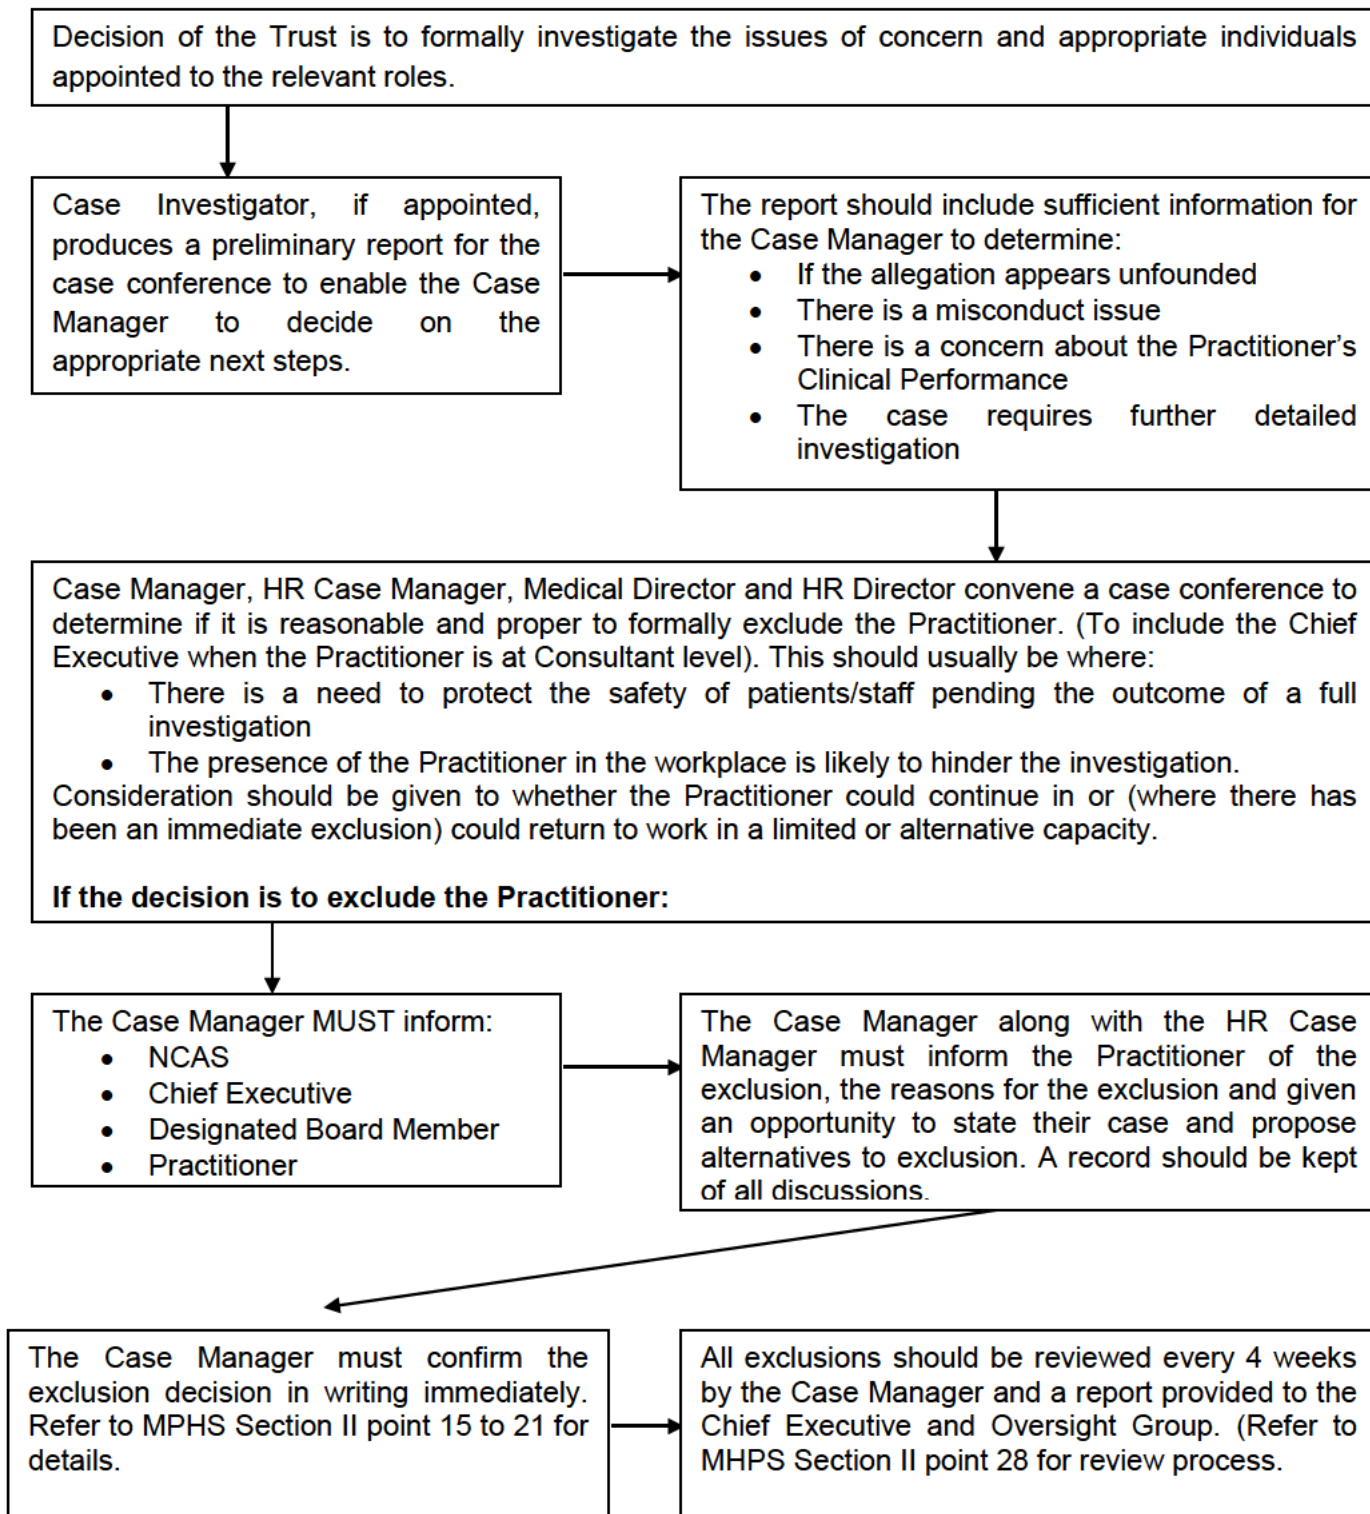 Decision of the Trust is to formally investigate the issues of concern and appropriate individuals
appointed to the relevant roles.
Case Investigator, if appointed,
produces a preliminary report for the
case conference to enable the Case
Manager to decide on the
appropriate next steps.
The report should include sufficient information for
the Case Manager to determine:
• If the allegation appears unfounded
• There is a misconduct issue
• There is a concern about the Practitioner’s
Clinical Performance
• The case requires further detailed
investigation
Case Manager, HR Case Manager, Medical Director and HR Director convene a case conference to
determine if it is reasonable and proper to formally exclude the Practitioner. (To include the Chief
Executive when the Practitioner is at Consultant level). This should usually be where:
• There is a need to protect the safety of patients/staff pending the outcome of a full
investigation
• The presence of the Practitioner in the workplace is likely to hinder the investigation.
Consideration should be given to whether the Practitioner could continue in or (where there has
been an immediate exclusion) could return to work in a limited or alternative capacity.
If the decision is to exclude the Practitioner:
The Case Manager MUST inform:
• NCAS
• Chief Executive
• Designated Board Member
• Practitioner
The Case Manager along with the HR Case
Manager must inform the Practitioner of the
exclusion, the reasons for the exclusion and given
an opportunity to state their case and propose
alternatives to exclusion. A record should be kept
of all discussions.
The Case Manager must confirm the
exclusion decision in writing immediately.
Refer to MPHS Section II point 15 to 21 for
details.
All exclusions should be reviewed every 4 weeks
by the Case Manager and a report provided to the
Chief Executive and Oversight Group. (Refer to
MHPS Section II point 28 for review process.